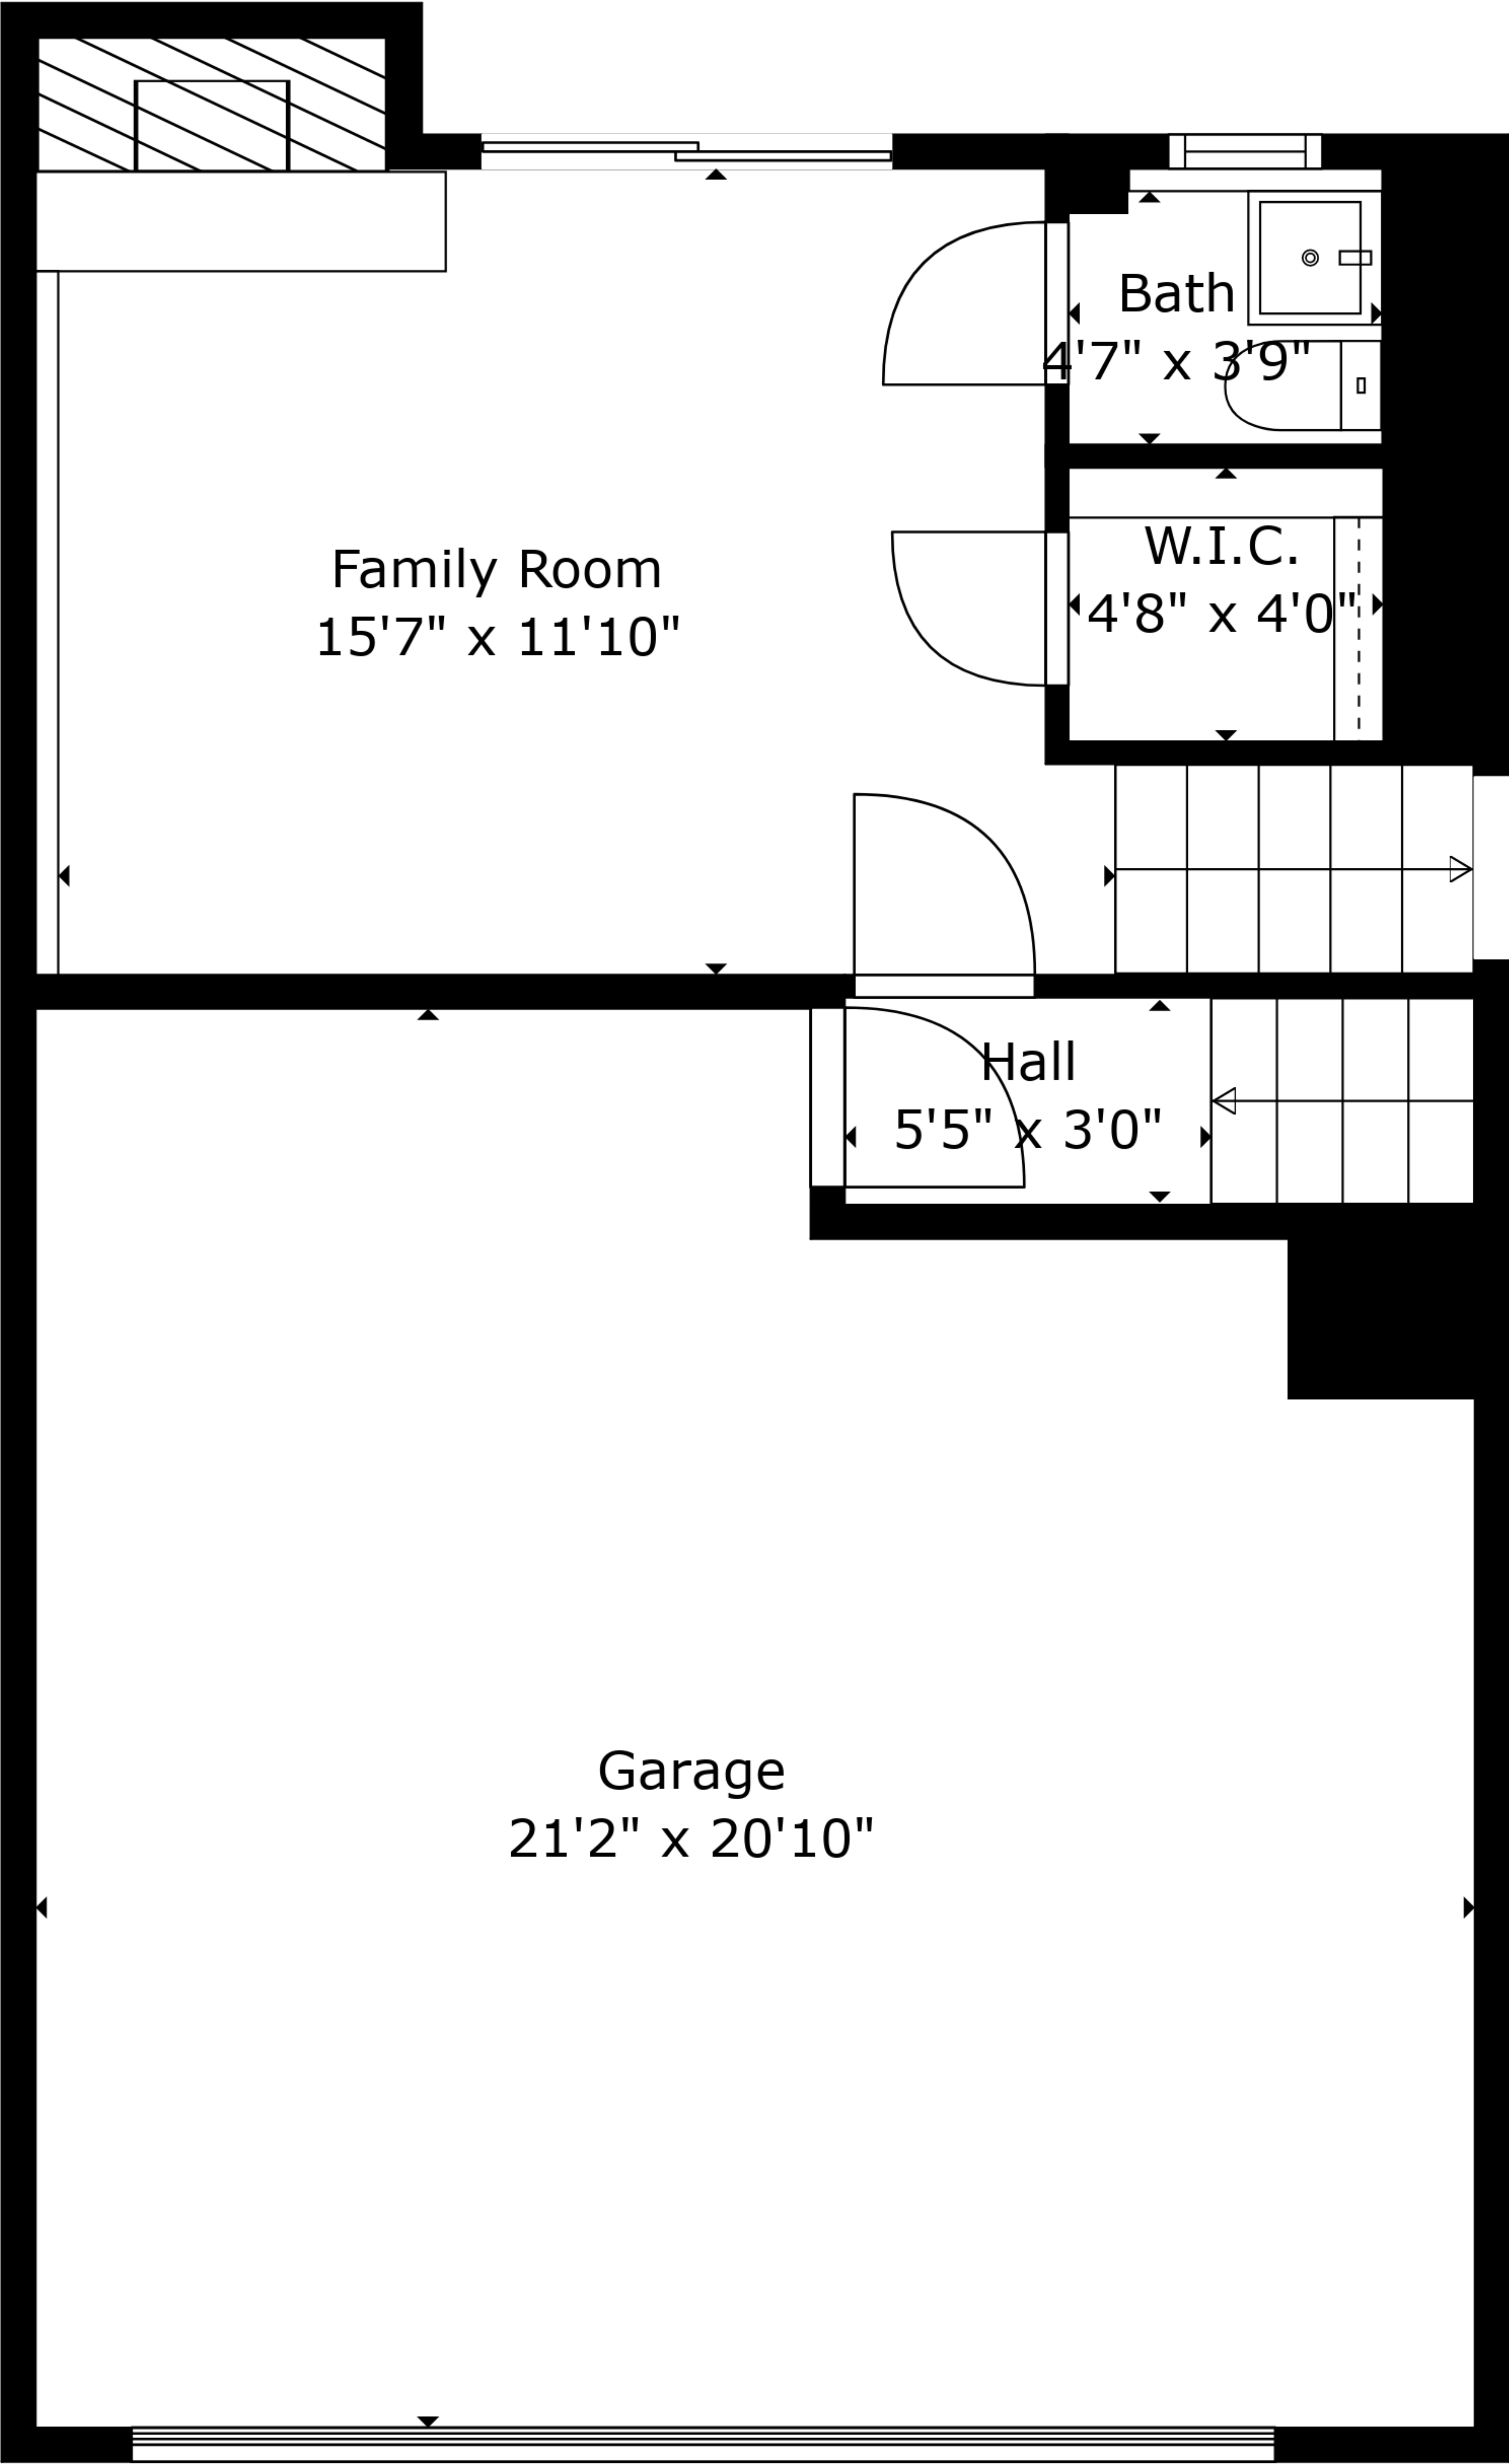 Bath
4'7" x 3'9"
W.I.C.
4'8" x 4'0"
Family Room
15'7" x 11'10"
Hall
5'5" x 3'0"
Garage
21'2" x 20'10"